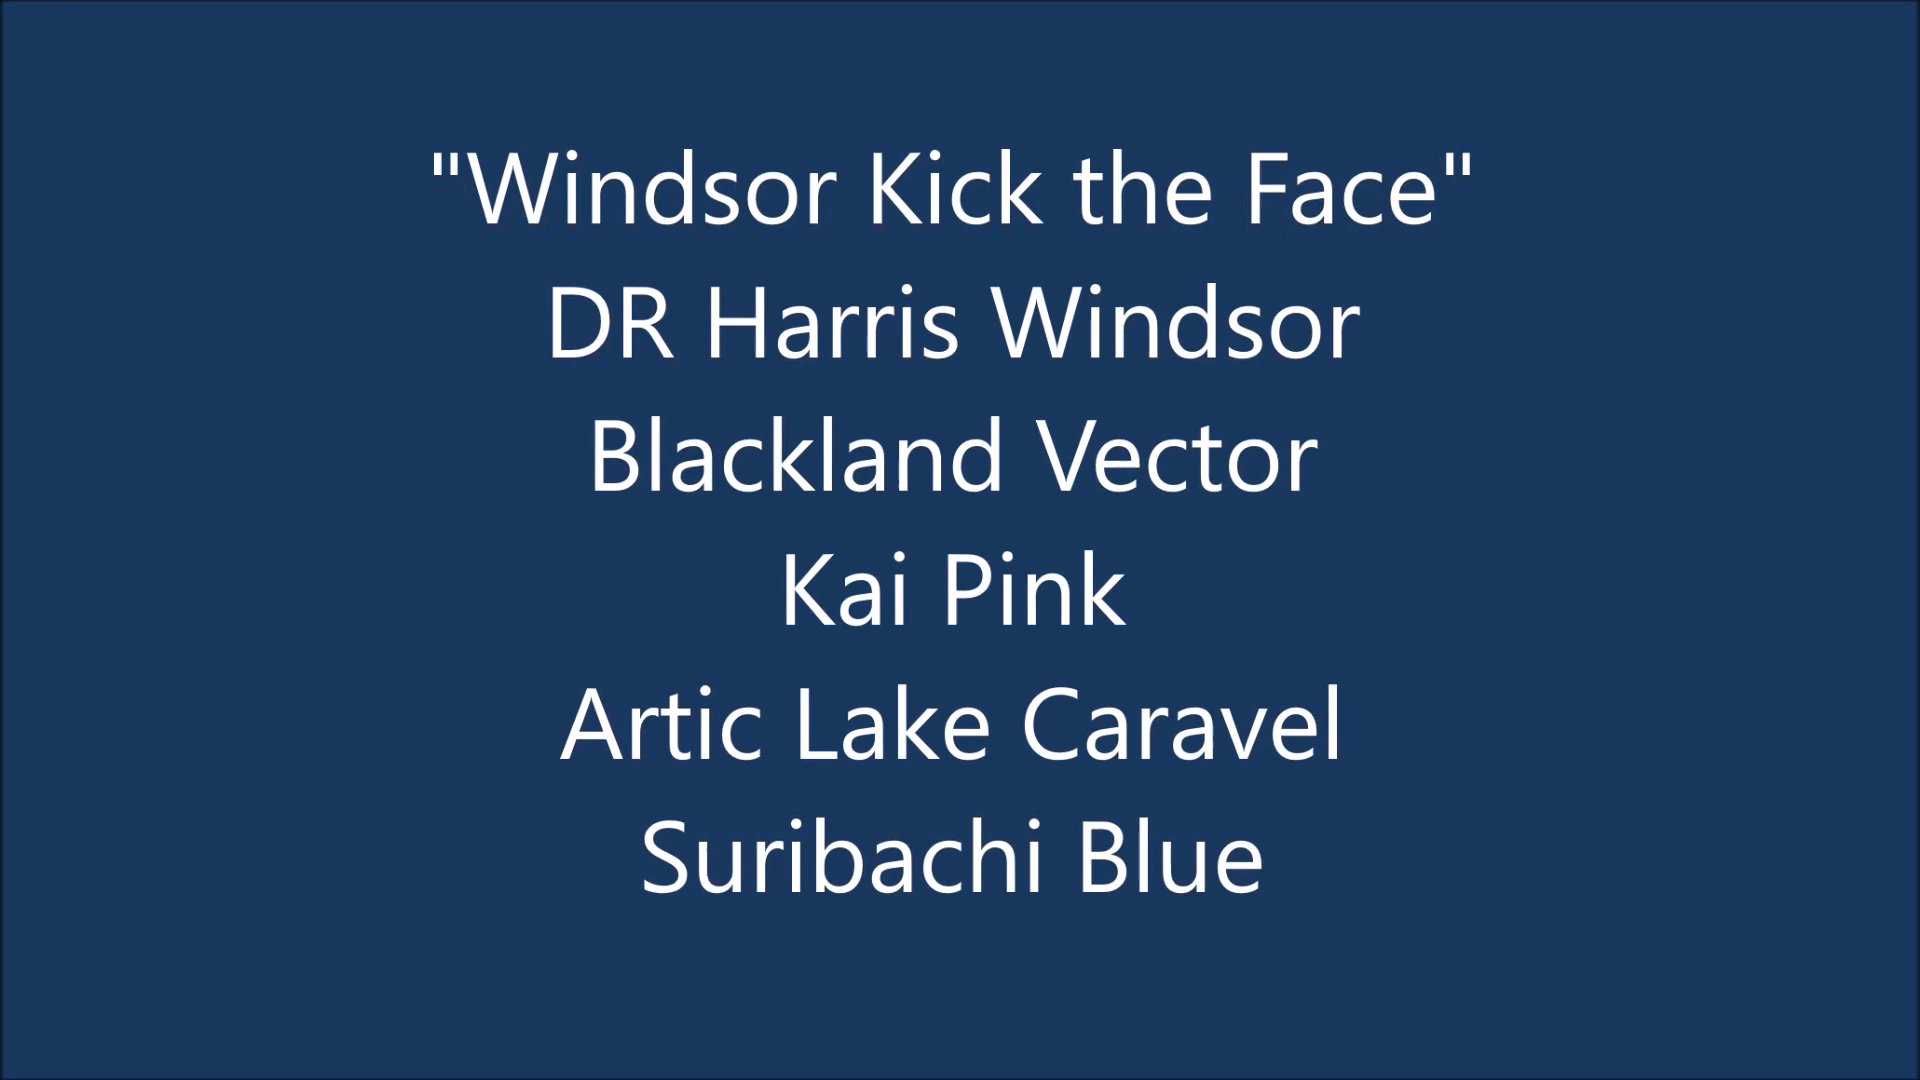 "Windsor Kick the Face"
DR Harris Windsor
Blackland Vector
Kai Pink
Artic Lake Caravel
Suribachi Blue